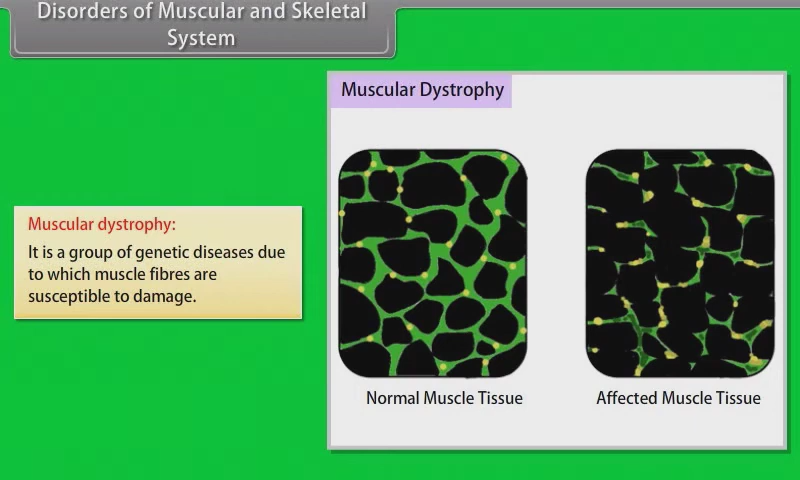 Disorders of Muscular and Skeletal
System
Muscular Dystrophy
Muscular dystrophy:
It is a group of genetic diseases due
to which muscle fibres are
susceptible to damage.
Normal Muscle Tissue
Affected Muscle Tissue